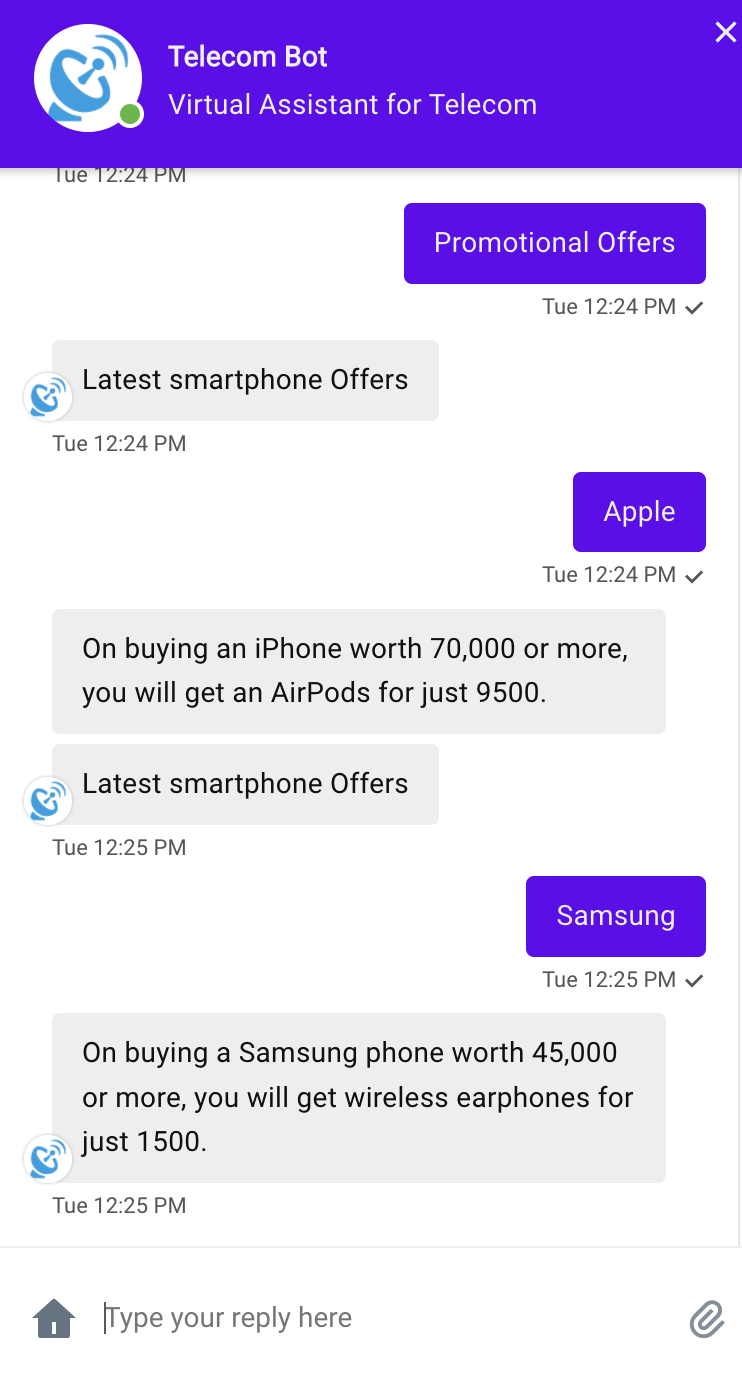 Telecom Bot
Virtual Assistant for Telecom
Tue 12:24 PM
Promotional Offers
Tue 12:24 PM
Latest smartphone Offers
Tue 12:24 PM
Apple
Tue 12:24 PM
On buying an iPhone worth 70,000 or more,
you will get an AirPods for just 9500.
Latest smartphone Offers
Tue 12:25 PM
Samsung
Tue 12:25 PM
On buying a Samsung phone worth 45,000
or more, you will get wireless earphones for
just 1500.
Tue 12:25 PM
Type your reply here